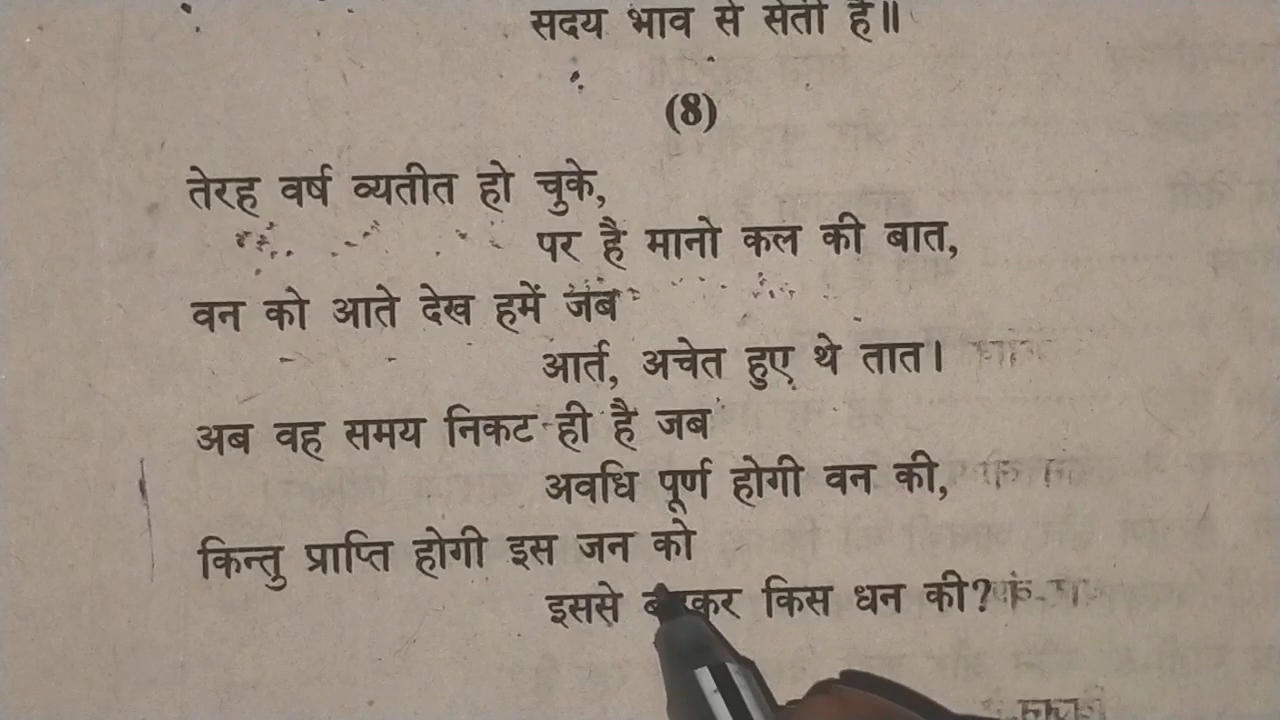 सदय भाव से सेती है॥
(8)
तेरह वर्ष व्यतीत हो चुके,
पर है मानो कल की बात,
वन को आते देख हमें जब
आर्त, अचेत हुए थे तात।
अब वह समय निकट ही है जब
अवधि पूर्ण होगी वन की,
किन्तु प्राप्ति होगी इस जन को
इससे किस धन की?